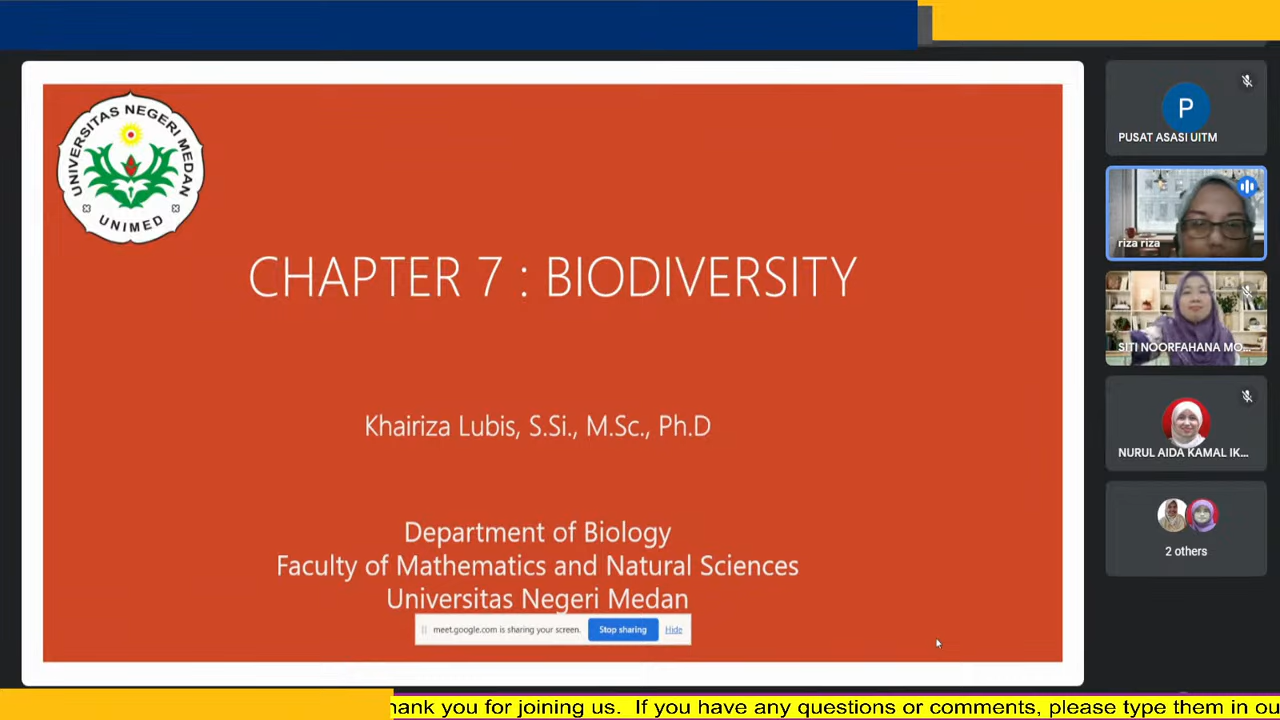 UNIVERSITAS NEGERI MEDAN
UNIMED
CHAPTER 7 : BIODIVERSITY
Khairiza Lubis, S.Si., M.Sc., Ph.D
Department of Biology
Faculty of Mathematics and Natural Sciences
Universitas Negeri Medan
meet.google.com is sharing your screen.
Stop sharing
Hide
P
PUSAT ASASI UITM
riza riza
SITI NOORFAHANA MO...
NURUL AIDA KAMAL IK...
2 others
hank you for joining us. If you have any questions or comments, please type them in ou